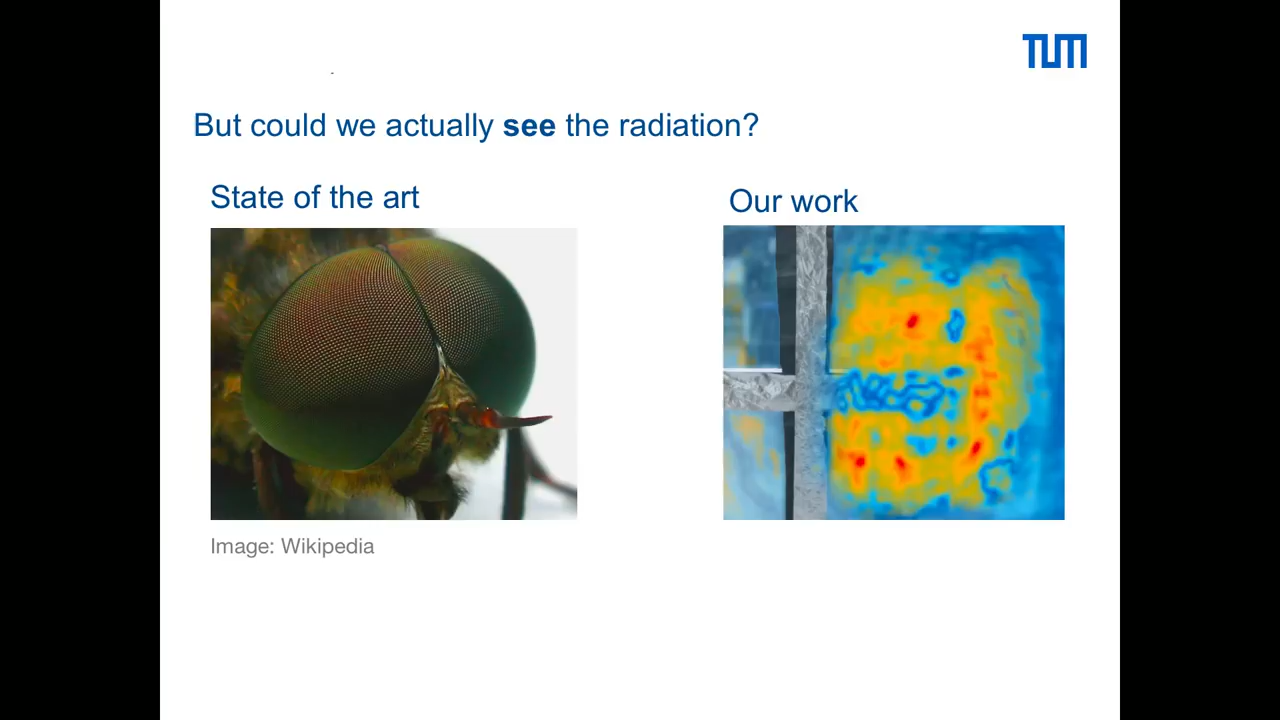 TUM
But could we actually see the radiation?
State of the art
Our work
Image: Wikipedia